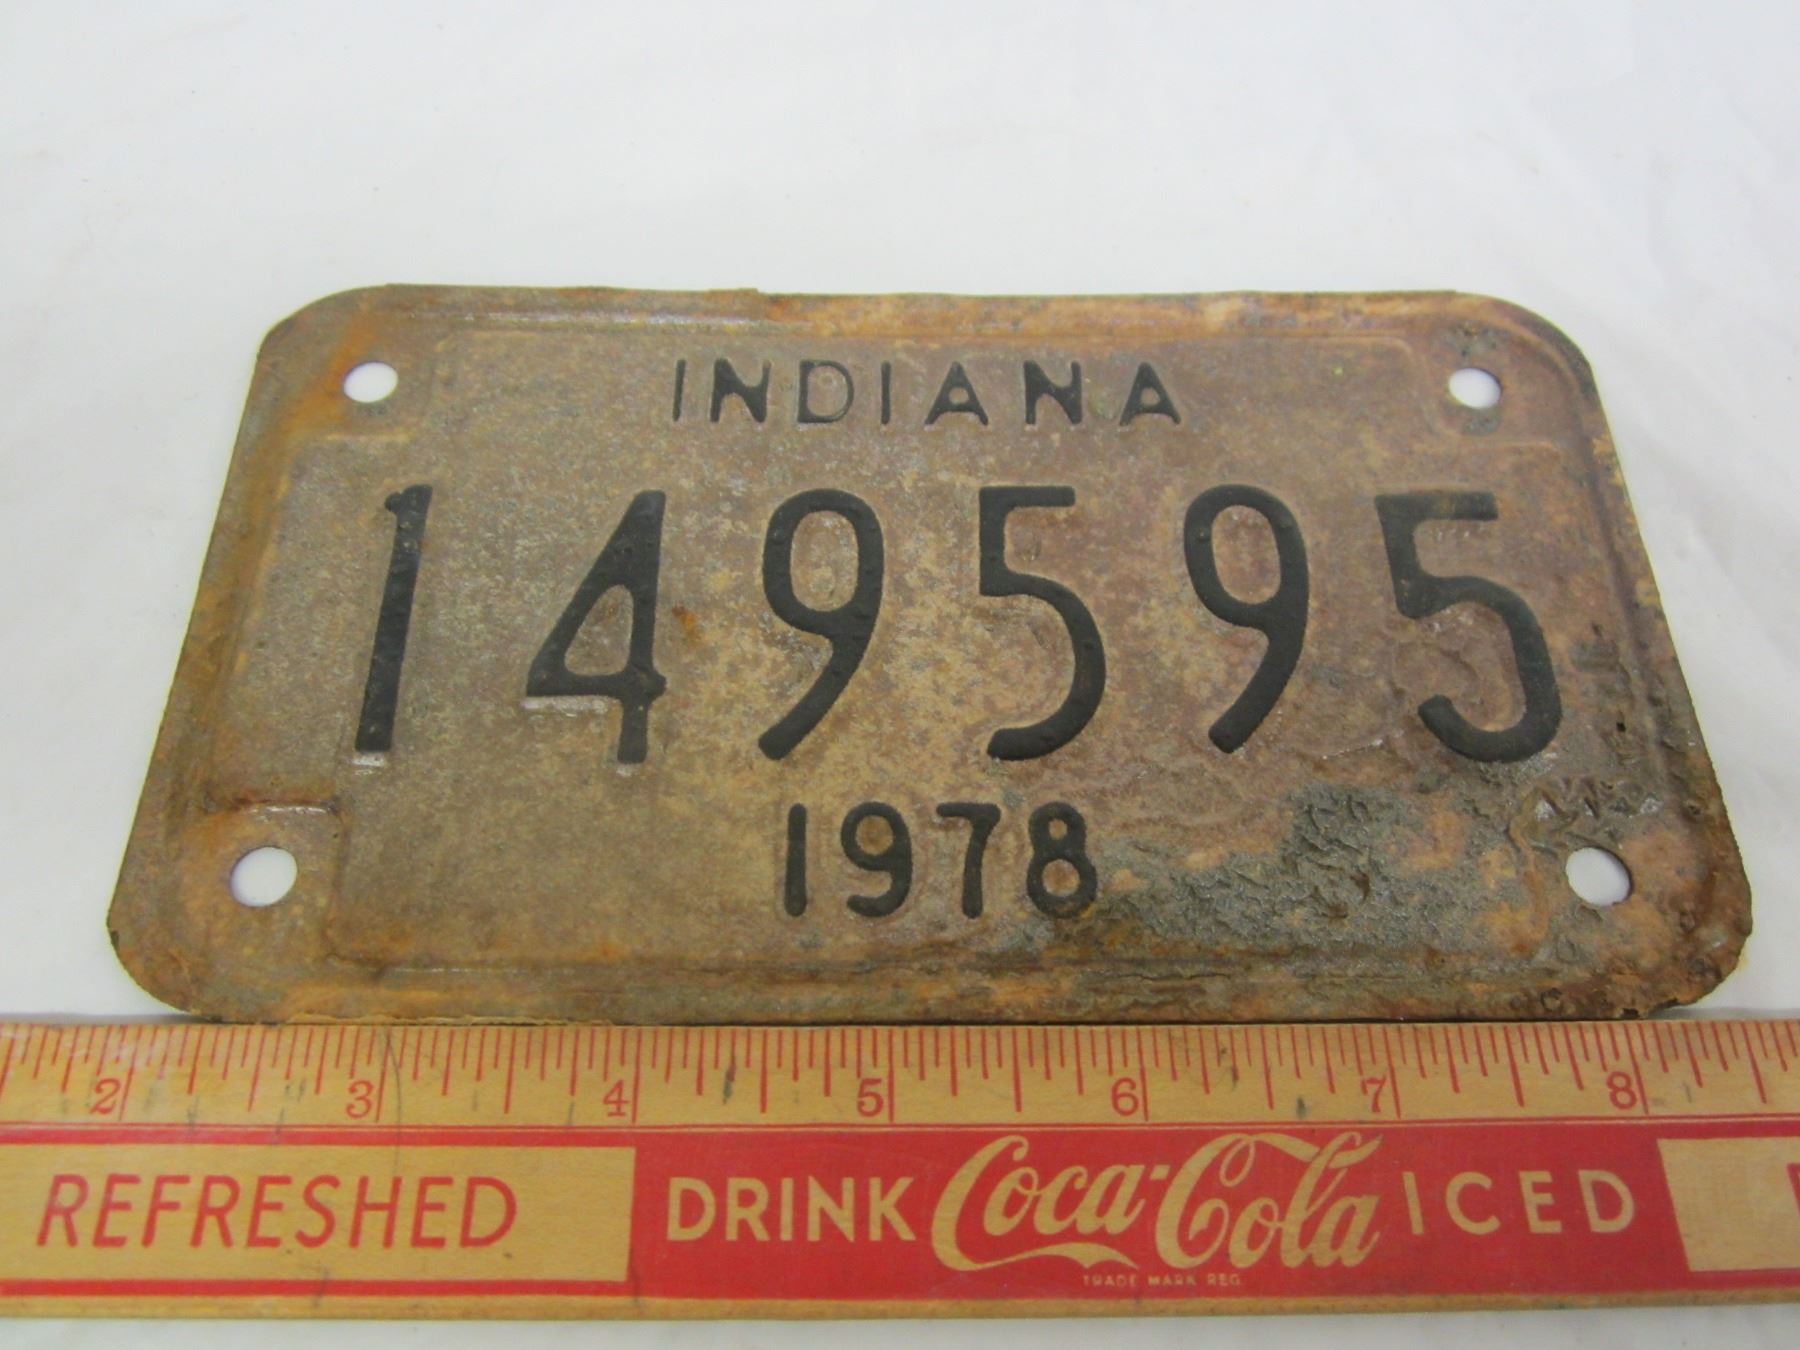 INDIANA
149595
1978
2 3 4 5 6 7 8
REFRESHED DRINK Coca-Cola ICED
TRADE MARK REG.